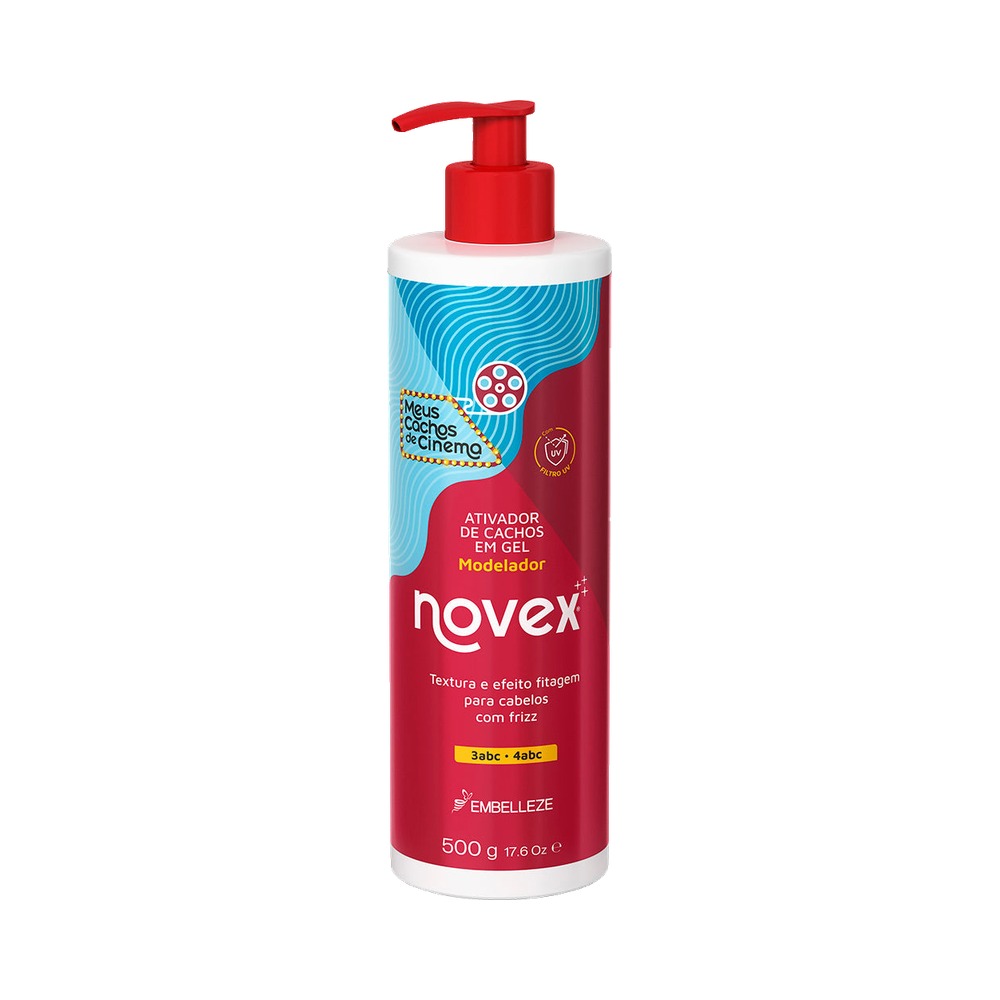 Meus
Cachos
de Cinema
Com
UV
FILTRO UV
ATIVADOR
DE CACHOS
EM GEL
Modelador
novex
Textura e efeito fitagem
para cabelos
com frizz
3abc • 4abc
EMBELLEZE
500 g 17.6 Oz ℮